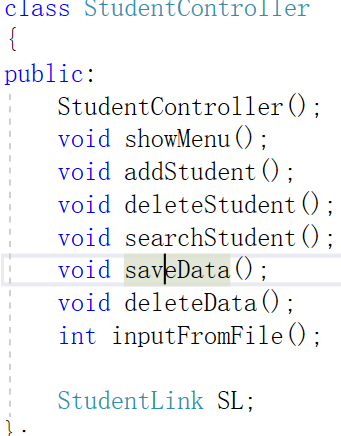 class StudentController
{
public:
StudentController();
void showMenu();
void addStudent();
void deleteStudent();
void searchStudent();
void saveData();
void deleteData();
int inputFromFile();
StudentLink SL;
};